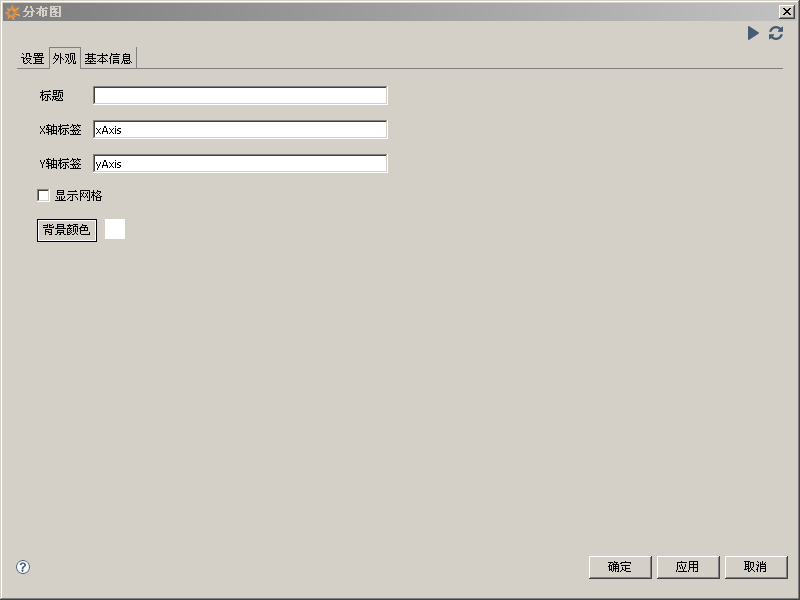 分布图
设置 外观 基本信息
标题
X轴标签 xAxis
Y轴标签 yAxis
显示网格
背景颜色
?
确定 应用 取消